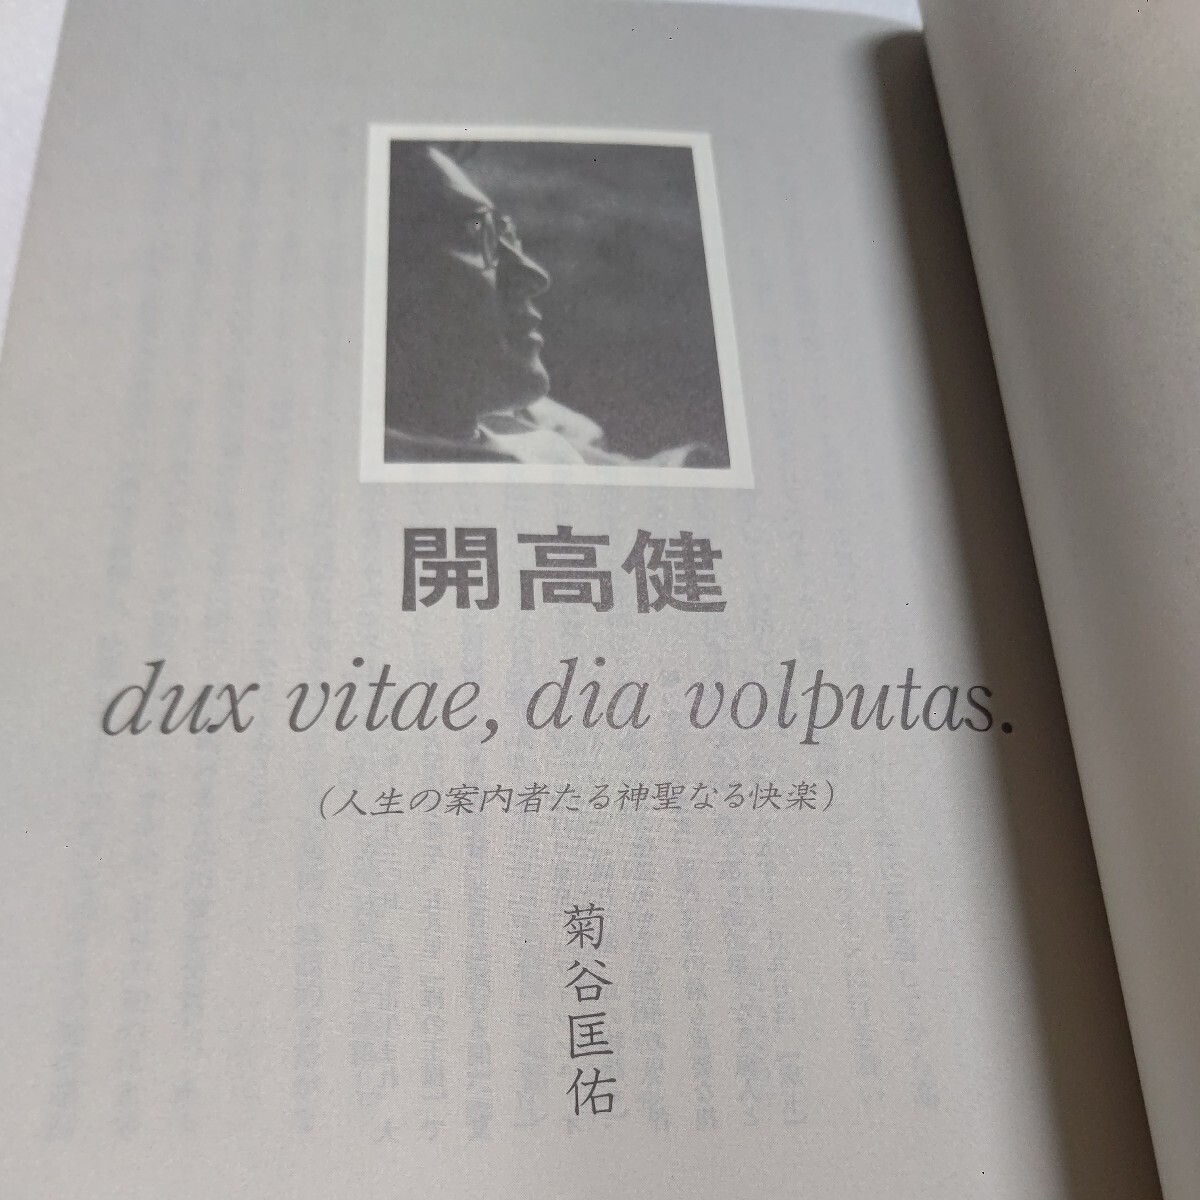 開高健
dux vitae, dia volputas.
(人生の案内者たる神聖なる快楽)
菊谷匡佑